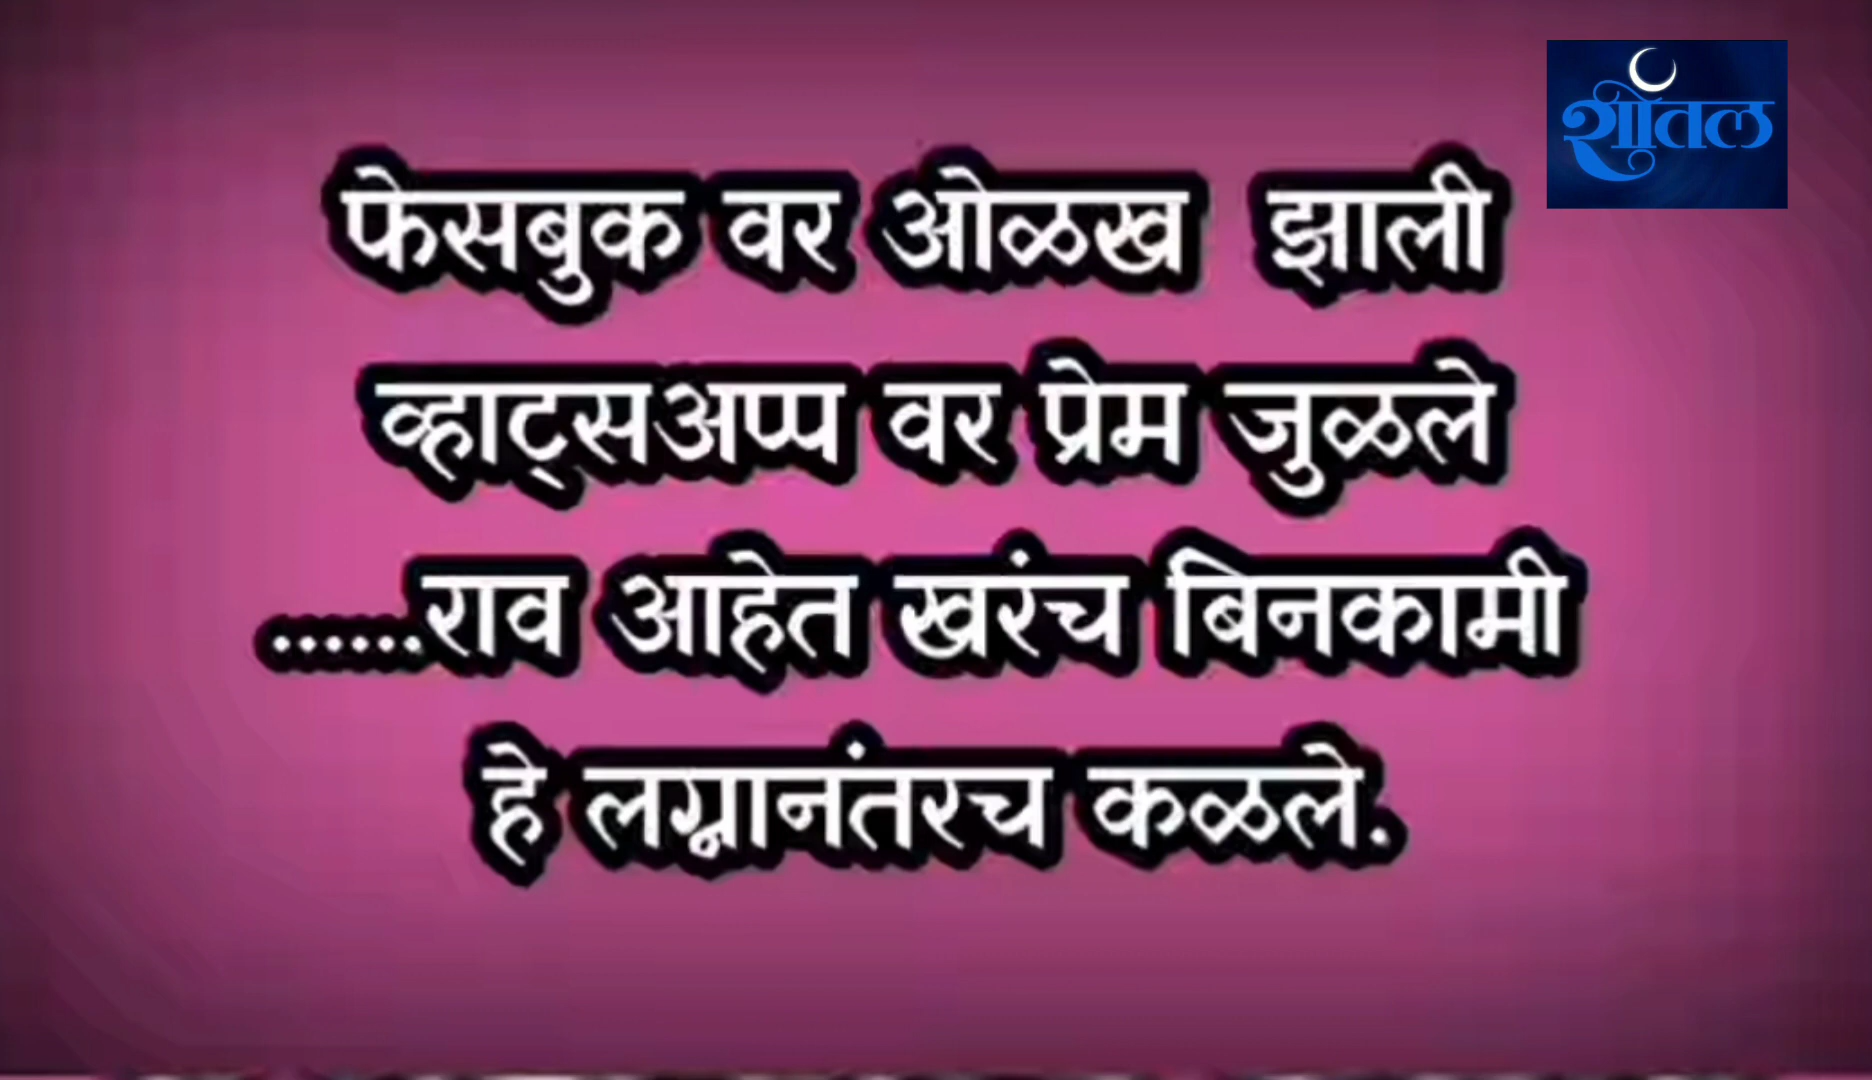 शीतल
फेसबुक वर ओळख झाली
व्हाट्सअप्प वर प्रेम जुळले
......राव आहेत खरंच बिनकामी
हे लग्नानंतरच कळले.